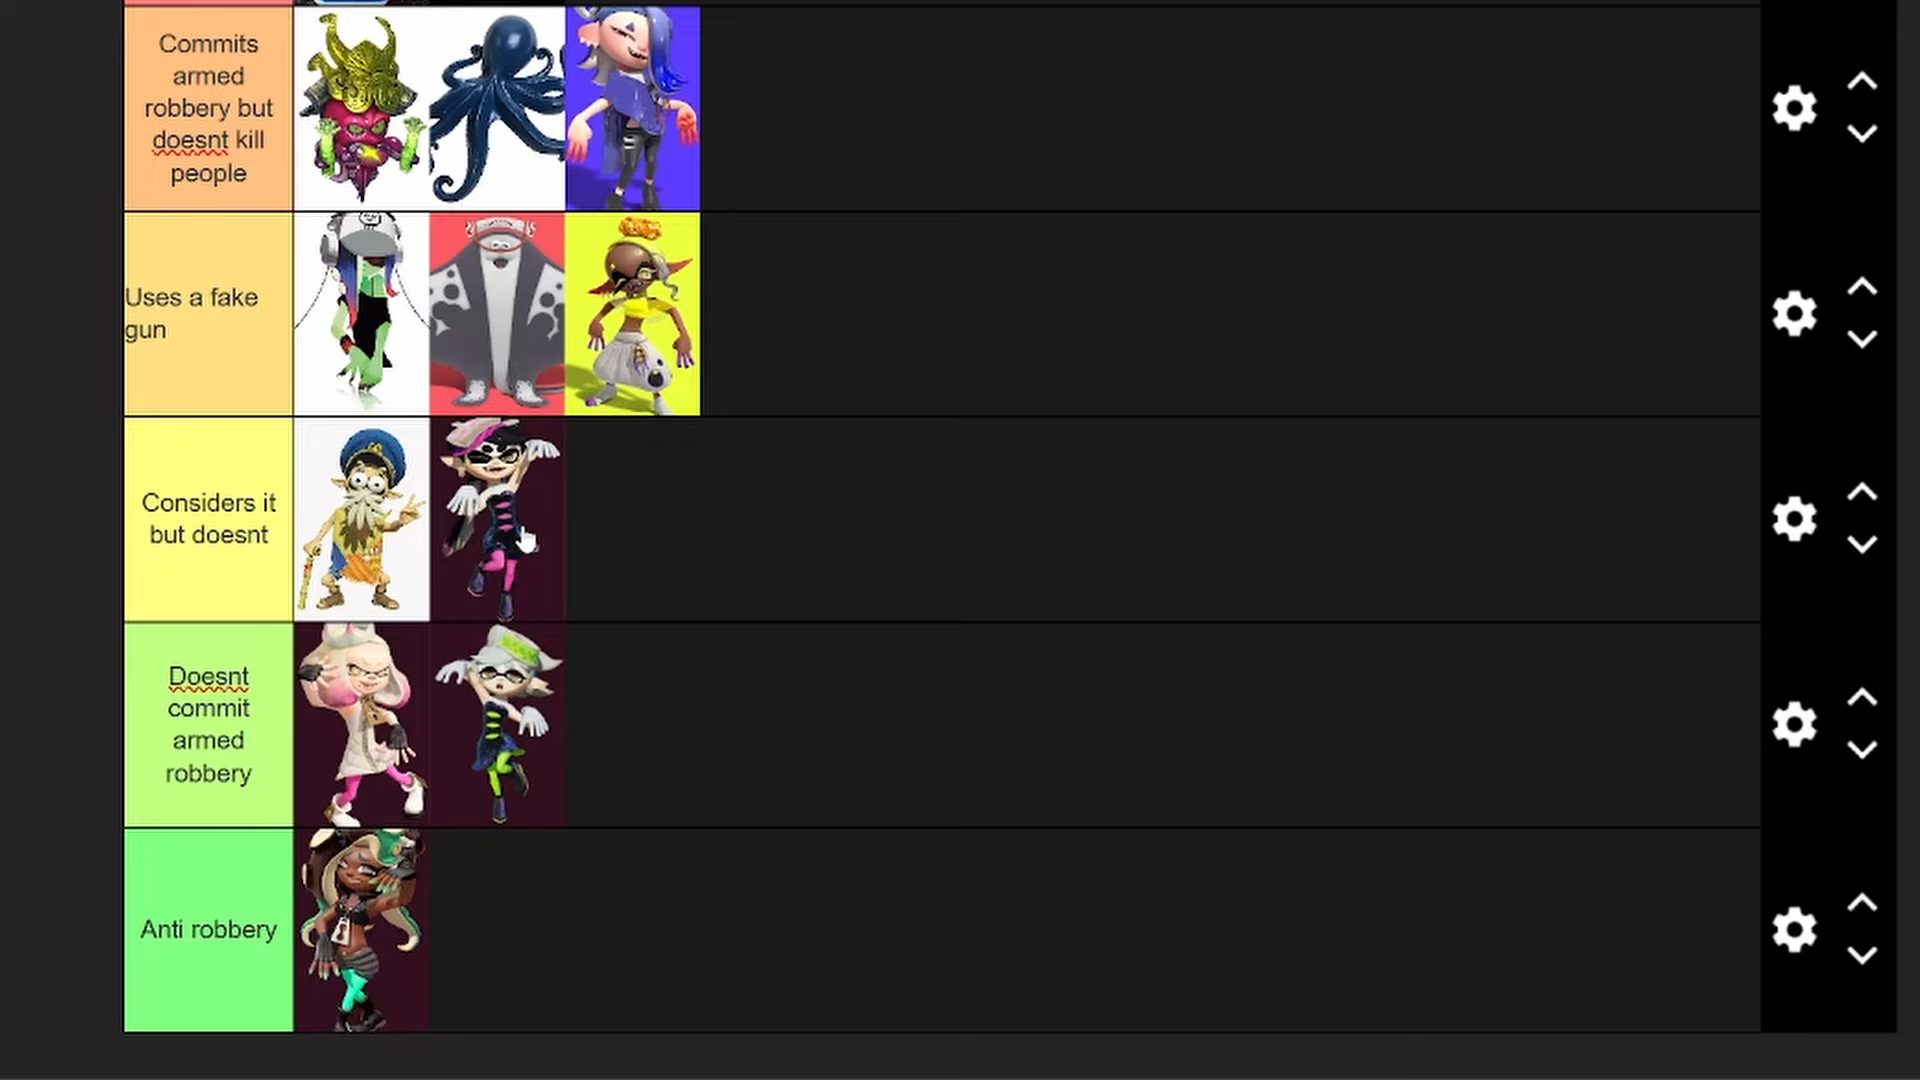 Commits
armed
robbery but
doesnt kill
people
Uses a fake
gun
Considers it
but doesnt
Doesnt
commit
armed
robbery
Anti robbery